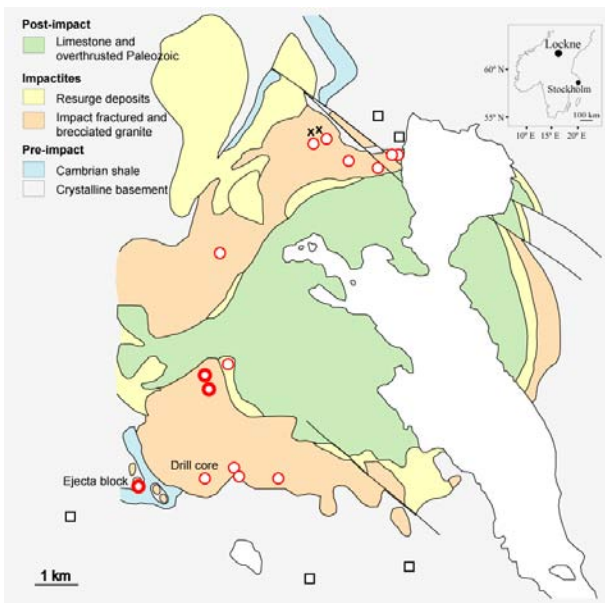 Post-impact
Limestone and
overthrusted Paleozoic
Impactites
Resurge deposits
Impact fractured and
brecciated granite
Pre-impact
Cambrian shale
Crystalline basement
Lockne
60° N
Stockholm
55° N
100 km
10° E 15° E 20° E
x x
Drill core
Ejecta block
1 km